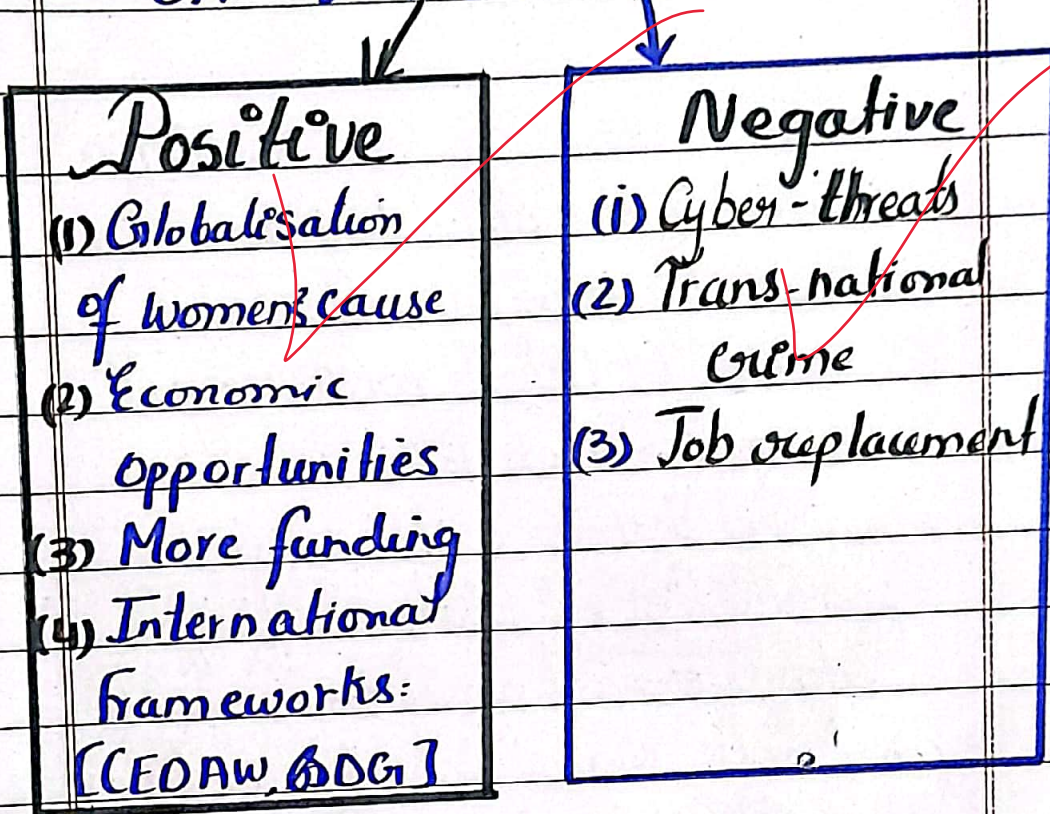 Positive
(1) Globalisation
of women's cause
(2) Economic
opportunities
(3) More funding
(4) International
frameworks:
[CEDAW, SDG]
Negative
(i) Cyber-threats
(2) Trans-national
crime
(3) Job replacement